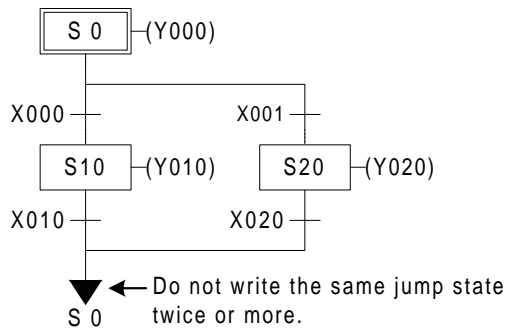 S 0 (Y000)
X000 X001
S10 (Y010) S20 (Y020)
X010 X020
Do not write the same jump state
S 0 twice or more.